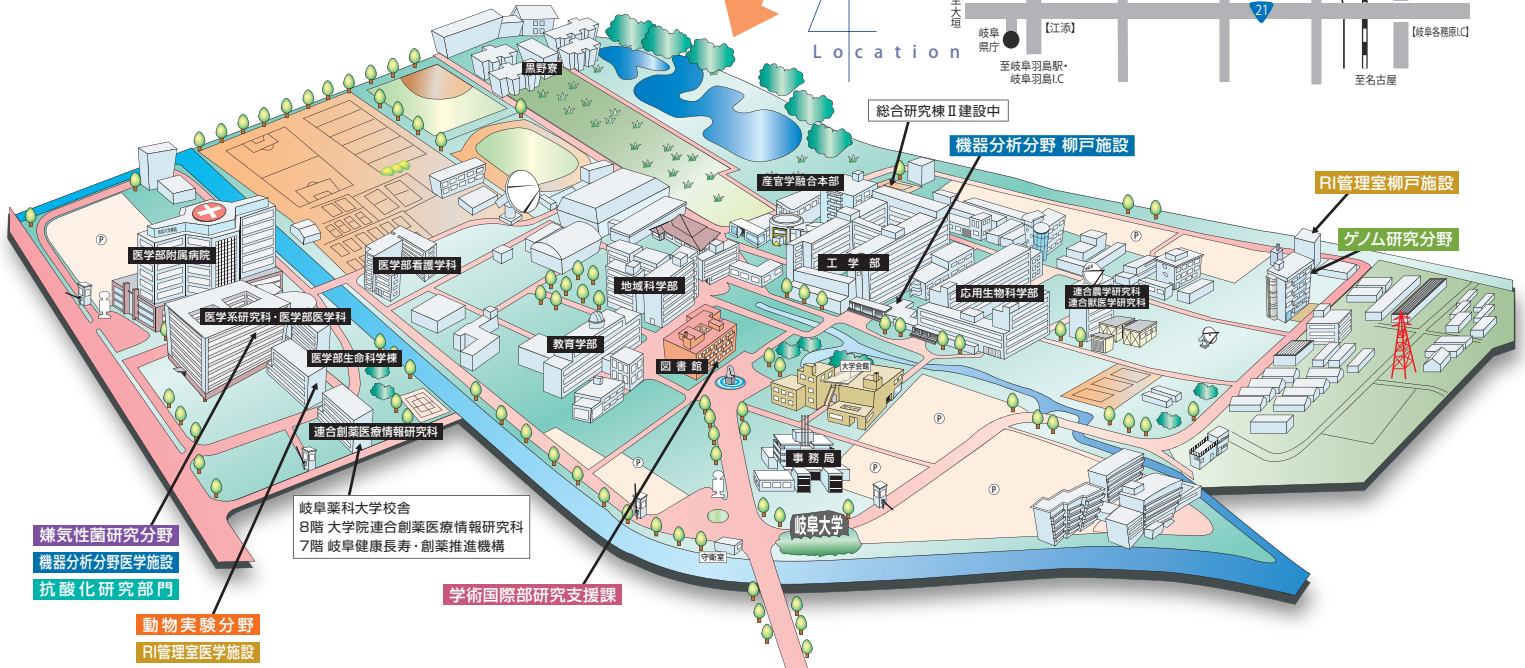 至大垣
21
岐阜
県庁
【江添】
【岐阜各務原I.C】
至岐阜羽島駅・
岐阜羽島I.C
至名古屋
Location
黒野寮
総合研究棟Ⅱ建設中
機器分析分野 柳戸施設
産官学融合本部
RI管理室柳戸施設
ゲノム研究分野
P
P
医学部附属病院
医学部看護学科
工学部
地域科学部
応用生物科学部
連合農学研究科
連合獣医学研究科
医学系研究科・医学部医学科
教育学部
医学部生命科学棟
図書館
大学会館
P
連合創薬医療情報研究科
事務局
P
P
P
岐阜薬科大学校舎
8階 大学院連合創薬医療情報研究科
7階 岐阜健康長寿・創薬推進機構
岐阜大学
守衛室
嫌気性菌研究分野
機器分析分野医学施設
抗酸化研究部門
学術国際部研究支援課
動物実験分野
RI管理室医学施設